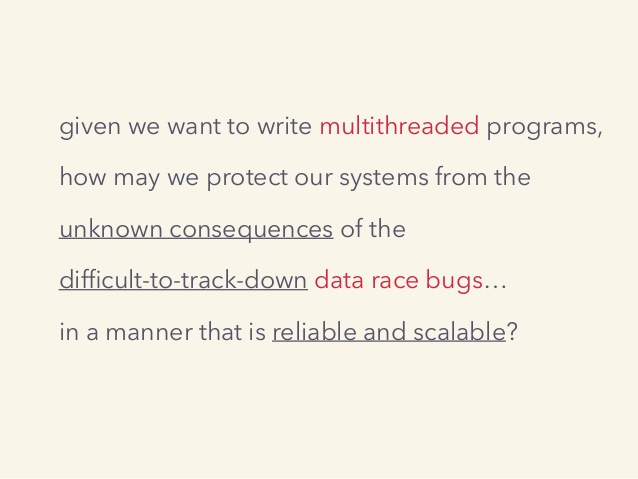 given we want to write multithreaded programs,
how may we protect our systems from the
unknown consequences of the
difficult-to-track-down data race bugs…
in a manner that is reliable and scalable?